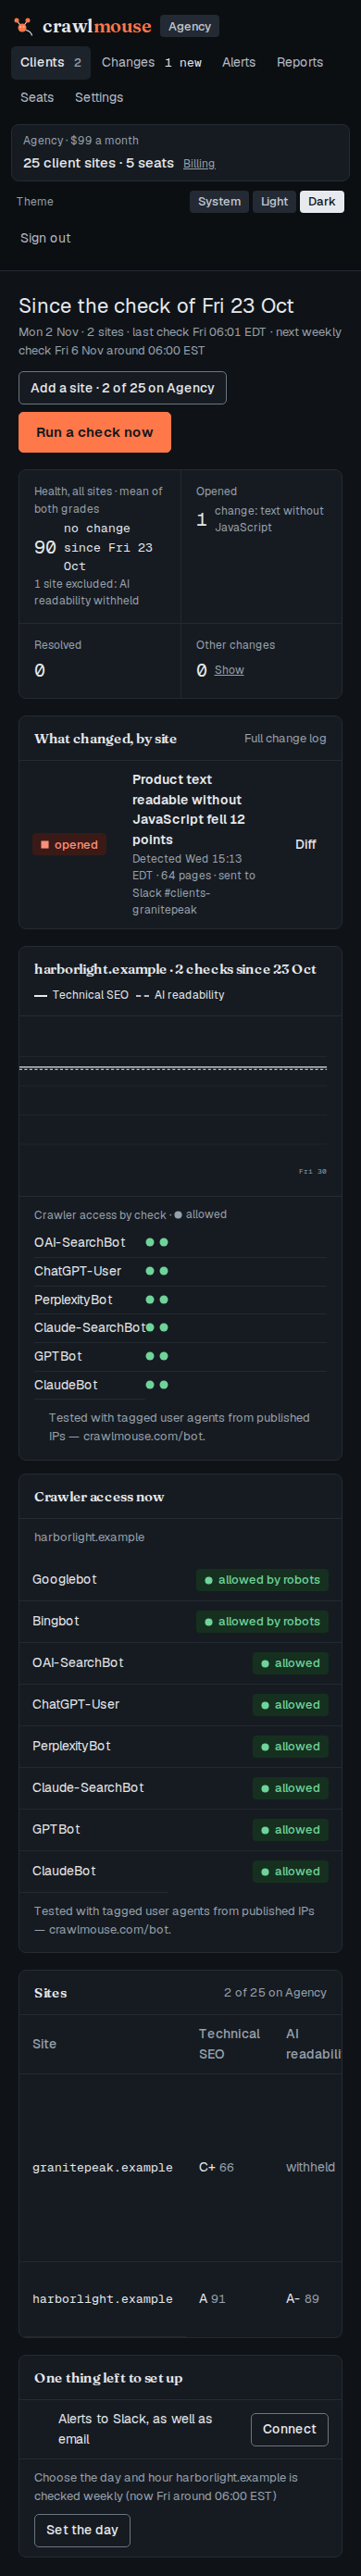 crawlmouse Agency
Clients 2 Changes 1 new Alerts Reports
Seats Settings
Agency · $99 a month
25 client sites · 5 seats Billing
Theme System Light Dark
Sign out
Since the check of Fri 23 Oct
Mon 2 Nov · 2 sites · last check Fri 06:01 EDT · next weekly
check Fri 6 Nov around 06:00 EST
Add a site · 2 of 25 on Agency
Run a check now
Health, all sites · mean of
both grades
90 no change
since Fri 23
Oct
1 site excluded: AI
readability withheld
Opened
1 change: text without
JavaScript
Resolved
0
Other changes
0 Show
What changed, by site Full change log
opened
Product text
readable without
JavaScript fell 12
points
Detected Wed 15:13
EDT · 64 pages · sent to
Slack #clients-
granitepeak
Diff
harborlight.example · 2 checks since 23 Oct
Technical SEO AI readability
Fri 30
Crawler access by check · allowed
OAI-SearchBot
ChatGPT-User
PerplexityBot
Claude-SearchBot
GPTBot
ClaudeBot
Tested with tagged user agents from published
IPs — crawlmouse.com/bot.
Crawler access now
harborlight.example
Googlebot allowed by robots
Bingbot allowed by robots
OAI-SearchBot allowed
ChatGPT-User allowed
PerplexityBot allowed
Claude-SearchBot allowed
GPTBot allowed
ClaudeBot allowed
Tested with tagged user agents from published IPs
— crawlmouse.com/bot.
Sites 2 of 25 on Agency
Site Technical SEO AI readabili
granitepeak.example C+ 66 withheld
harborlight.example A 91 A- 89
One thing left to set up
Alerts to Slack, as well as
email
Connect
Choose the day and hour harborlight.example is
checked weekly (now Fri around 06:00 EST)
Set the day